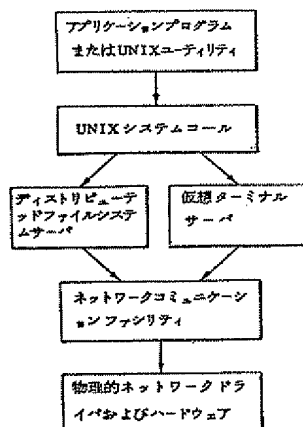 アプリケーションプログラム
またはUNIXユーティリティ
UNIXシステムコール
ディストリビューテ
ッドファイルシステ
ムサーバ
仮想ターミナル
サーバ
ネットワークコミュニケーシ
ョンファシリティ
物理的ネットワークドラ
イバおよびハードウェア